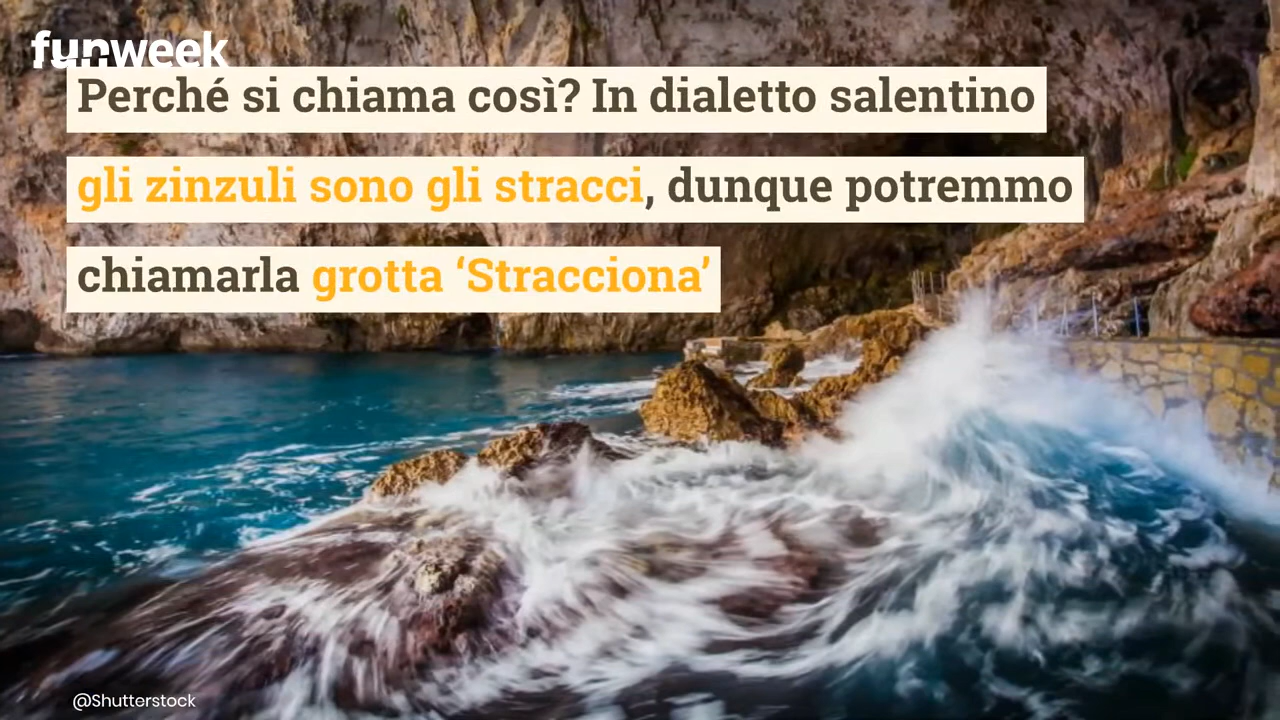 funweek
Perché si chiama così? In dialetto salentino
gli zinzuli sono gli stracci, dunque potremmo
chiamarla grotta ‘Stracciona’
@Shutterstock